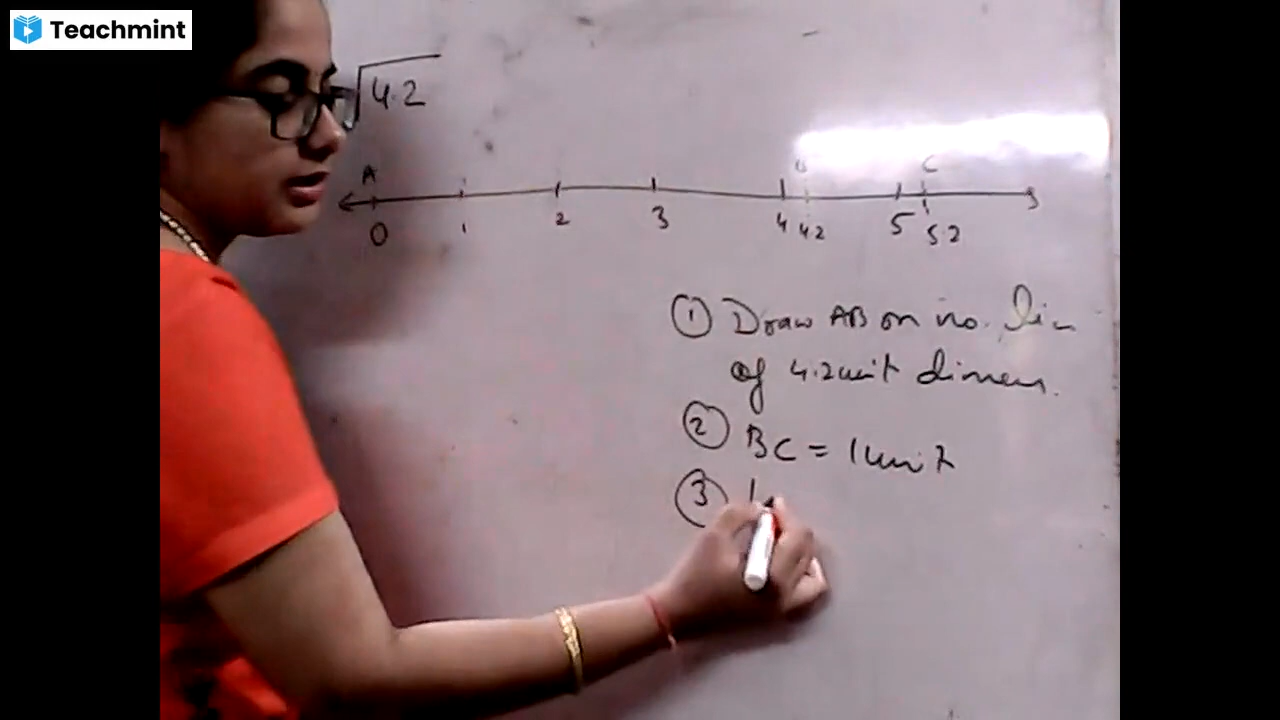 Teachmint
√4.2
A C
0 1 2 3 4 4.2 5 5.2
① Draw AB on no. lin
of 4.2 unit dimen.
② BC = 1 unit
③